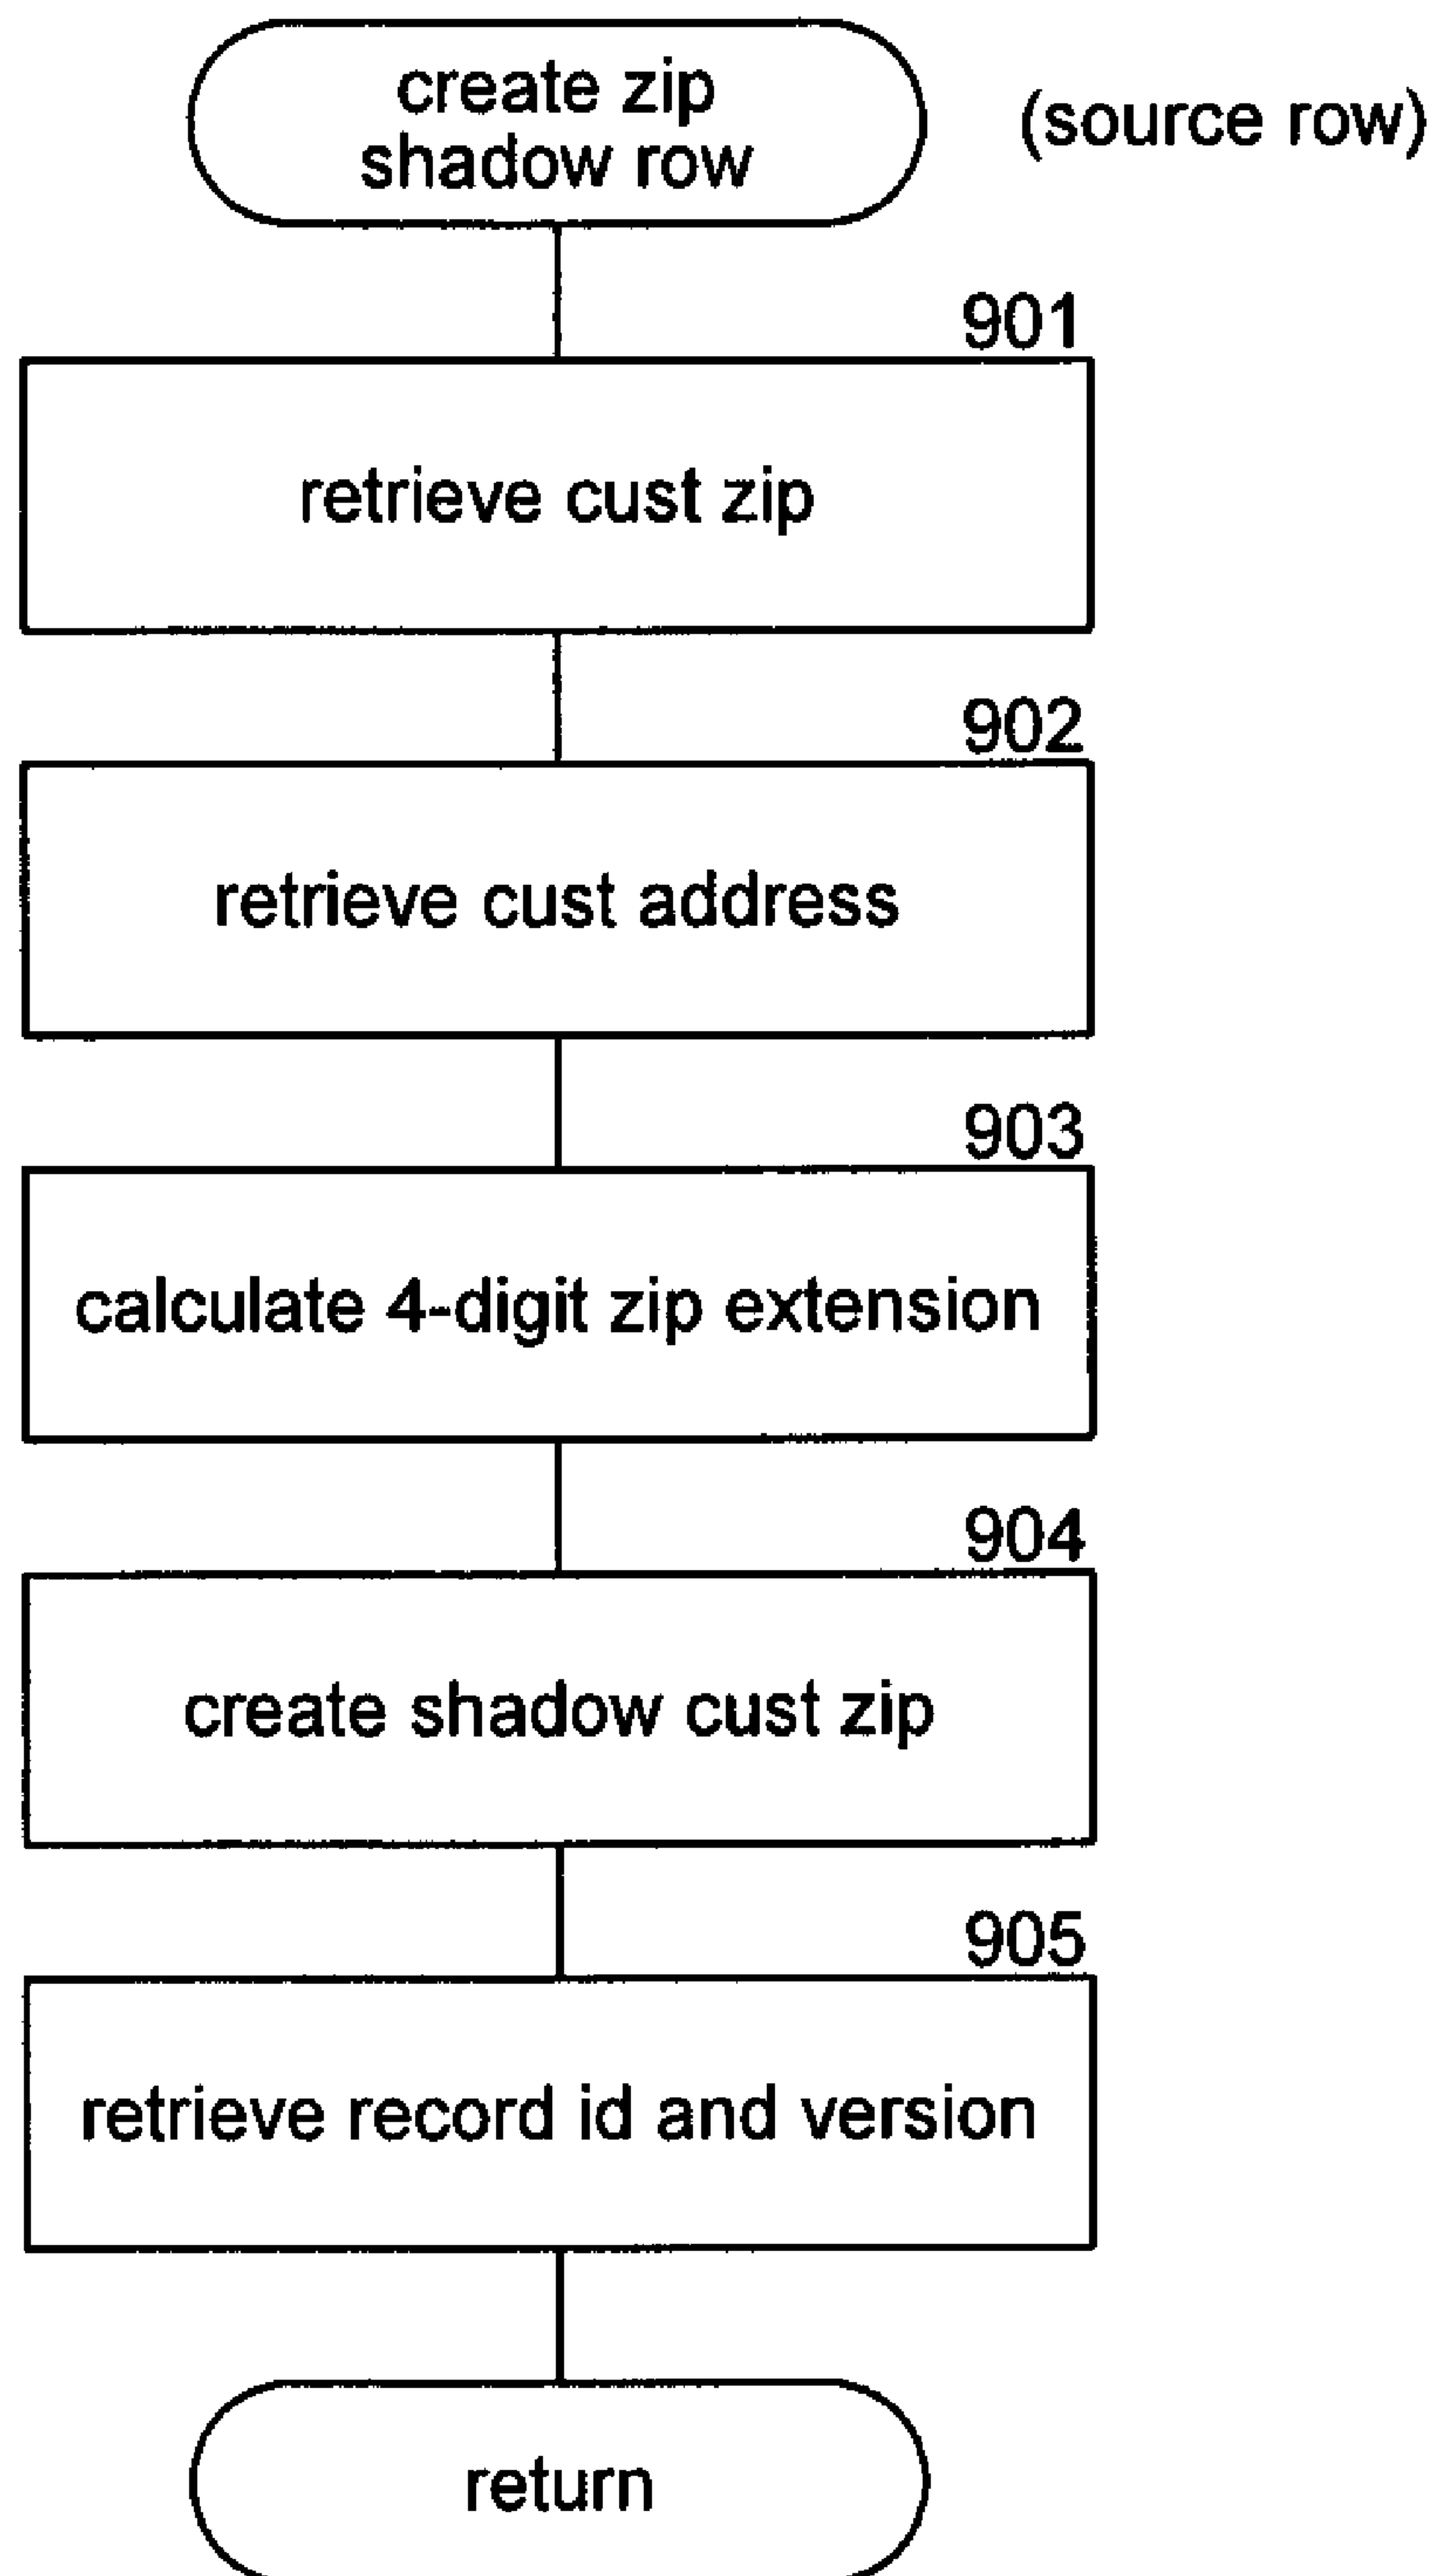 create zip
shadow row
(source row)
901
retrieve cust zip
902
retrieve cust address
903
calculate 4-digit zip extension
904
create shadow cust zip
905
retrieve record id and version
return